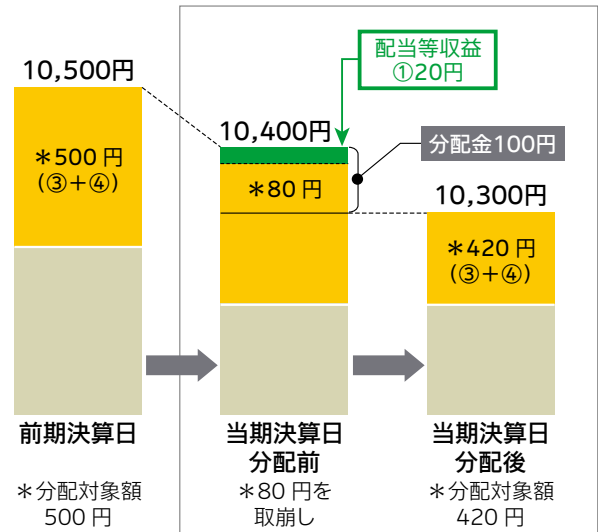 配当等収益
①20円
10,500円
10,400円
分配金100円
＊500 円
(③＋④)
＊80 円
10,300円
＊420 円
(③＋④)
前期決算日
当期決算日
分配前
当期決算日
分配後
＊分配対象額
500 円
＊80 円を
取崩し
＊分配対象額
420 円